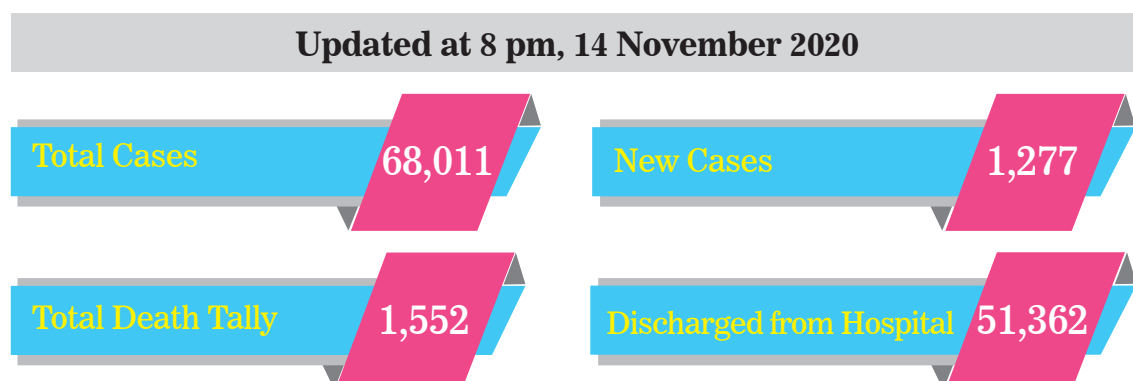 Updated at 8 pm, 14 November 2020
Total Cases 68,011
New Cases 1,277
Total Death Tally 1,552
Discharged from Hospital 51,362